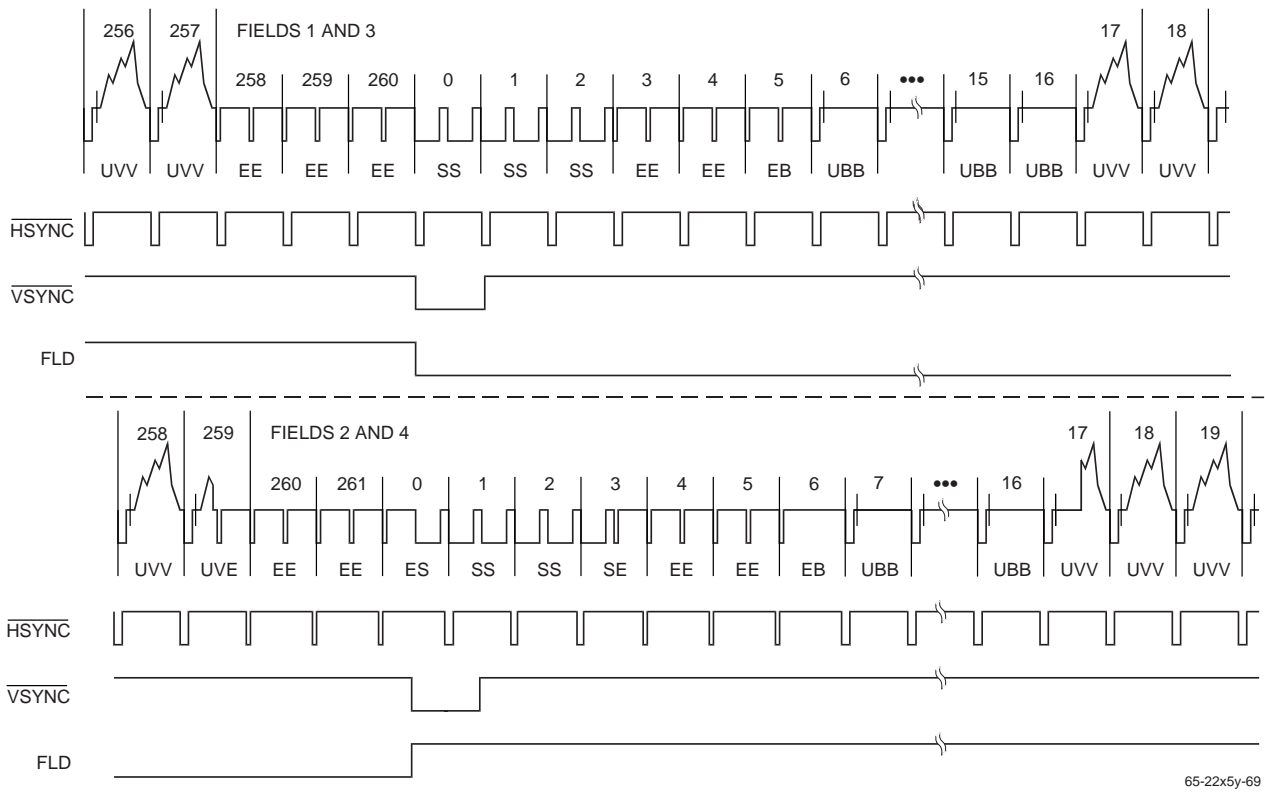 256 257 FIELDS 1 AND 3 17 18
258 259 260 0 1 2 3 4 5 6 ••• 15 16
UVV UVV EE EE EE SS SS SS EE EE EB UBB UBB UBB UVV UVV
HSYNC
VSYNC
FLD
258 259 FIELDS 2 AND 4 17 18 19
260 261 0 1 2 3 4 5 6 7 ••• 16
UVV UVE EE EE ES SS SS SE EE EE EB UBB UBB UVV UVV UVV
HSYNC
VSYNC
FLD
65-22x5y-69